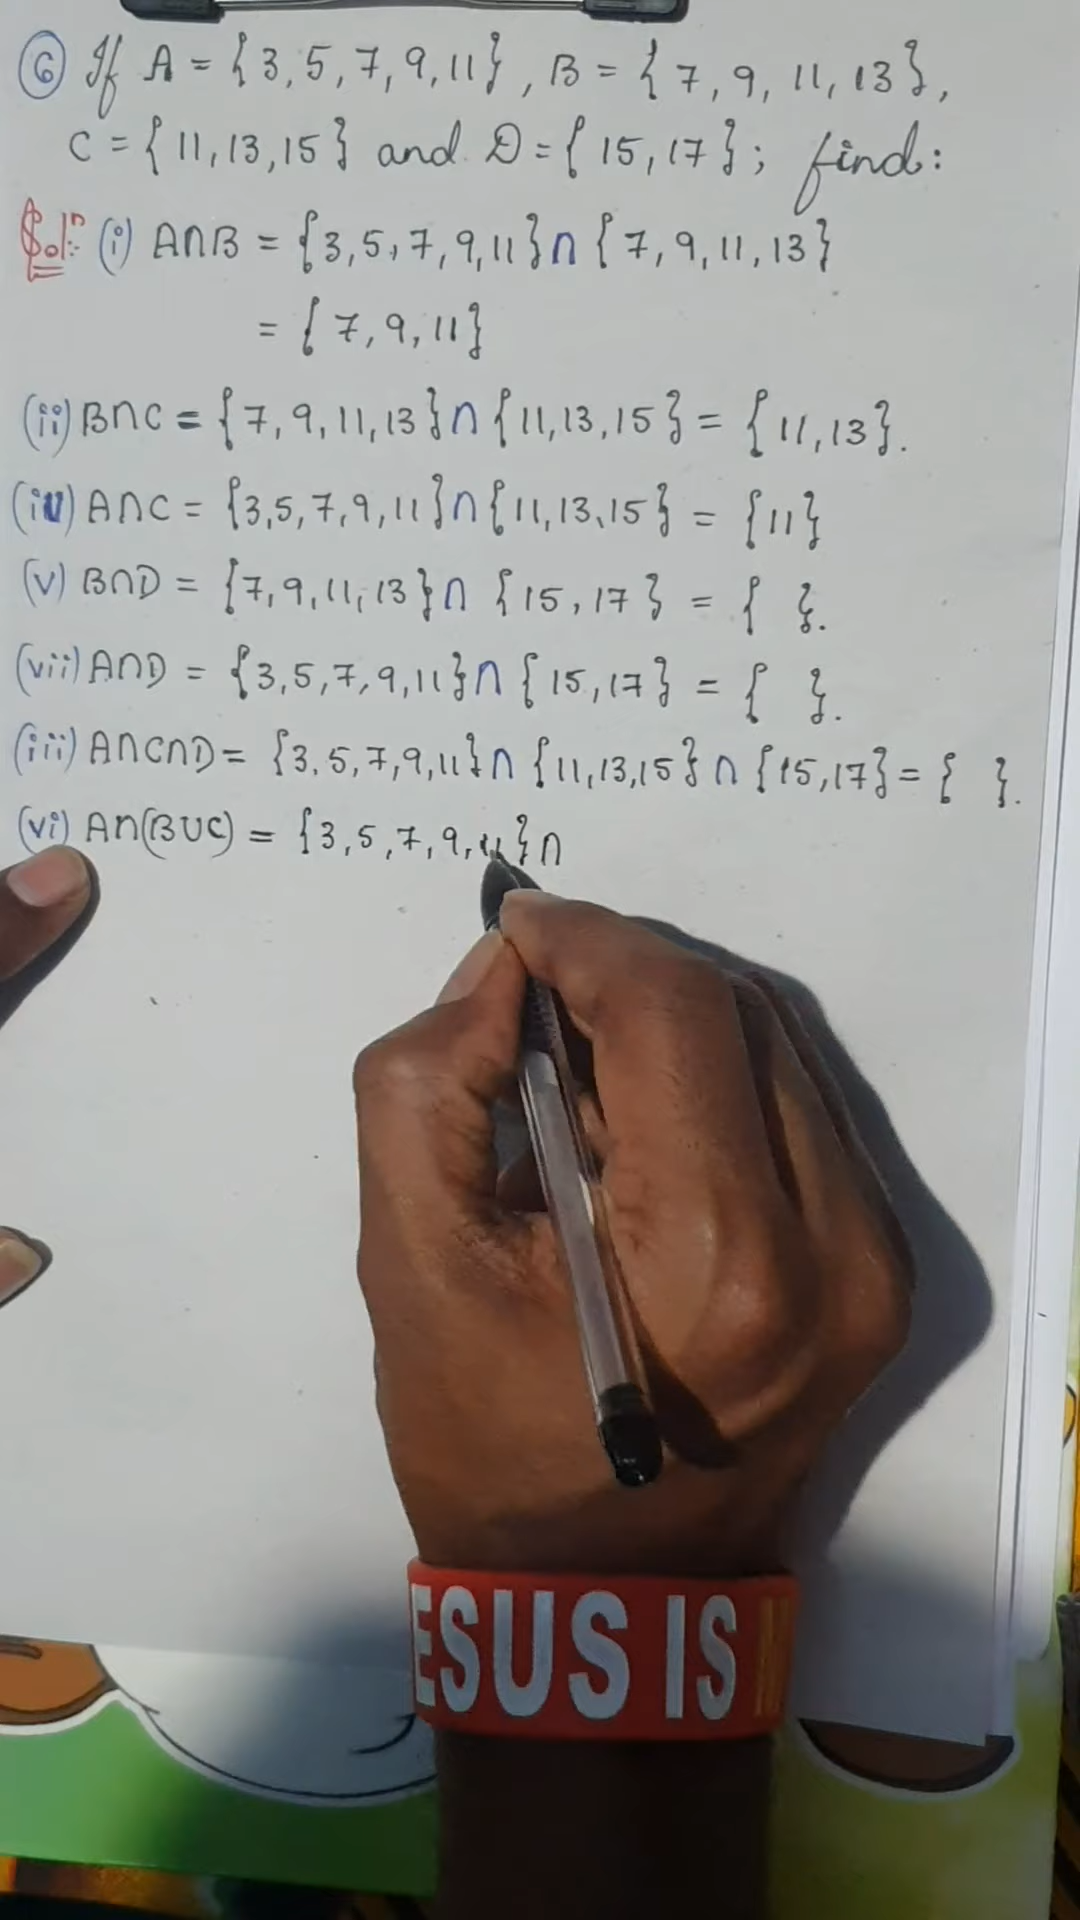 6 If A = {3, 5, 7, 9, 11}, B = {7, 9, 11, 13},
C = {11, 13, 15} and D = {15, 17}; find:
Solⁿ:- (i) A∩B = {3, 5, 7, 9, 11} ∩ {7, 9, 11, 13}
= {7, 9, 11}
(ii) B∩C = {7, 9, 11, 13} ∩ {11, 13, 15} = {11, 13}.
(iv) A∩C = {3, 5, 7, 9, 11} ∩ {11, 13, 15} = {11}
(v) B∩D = {7, 9, 11, 13} ∩ {15, 17} = { }.
(vii) A∩D = {3, 5, 7, 9, 11} ∩ {15, 17} = { }.
(iii) A∩C∩D = {3, 5, 7, 9, 11} ∩ {11, 13, 15} ∩ {15, 17} = { }.
(vi) A∩(B∪C) = {3, 5, 7, 9, 11} ∩
ESUS IS